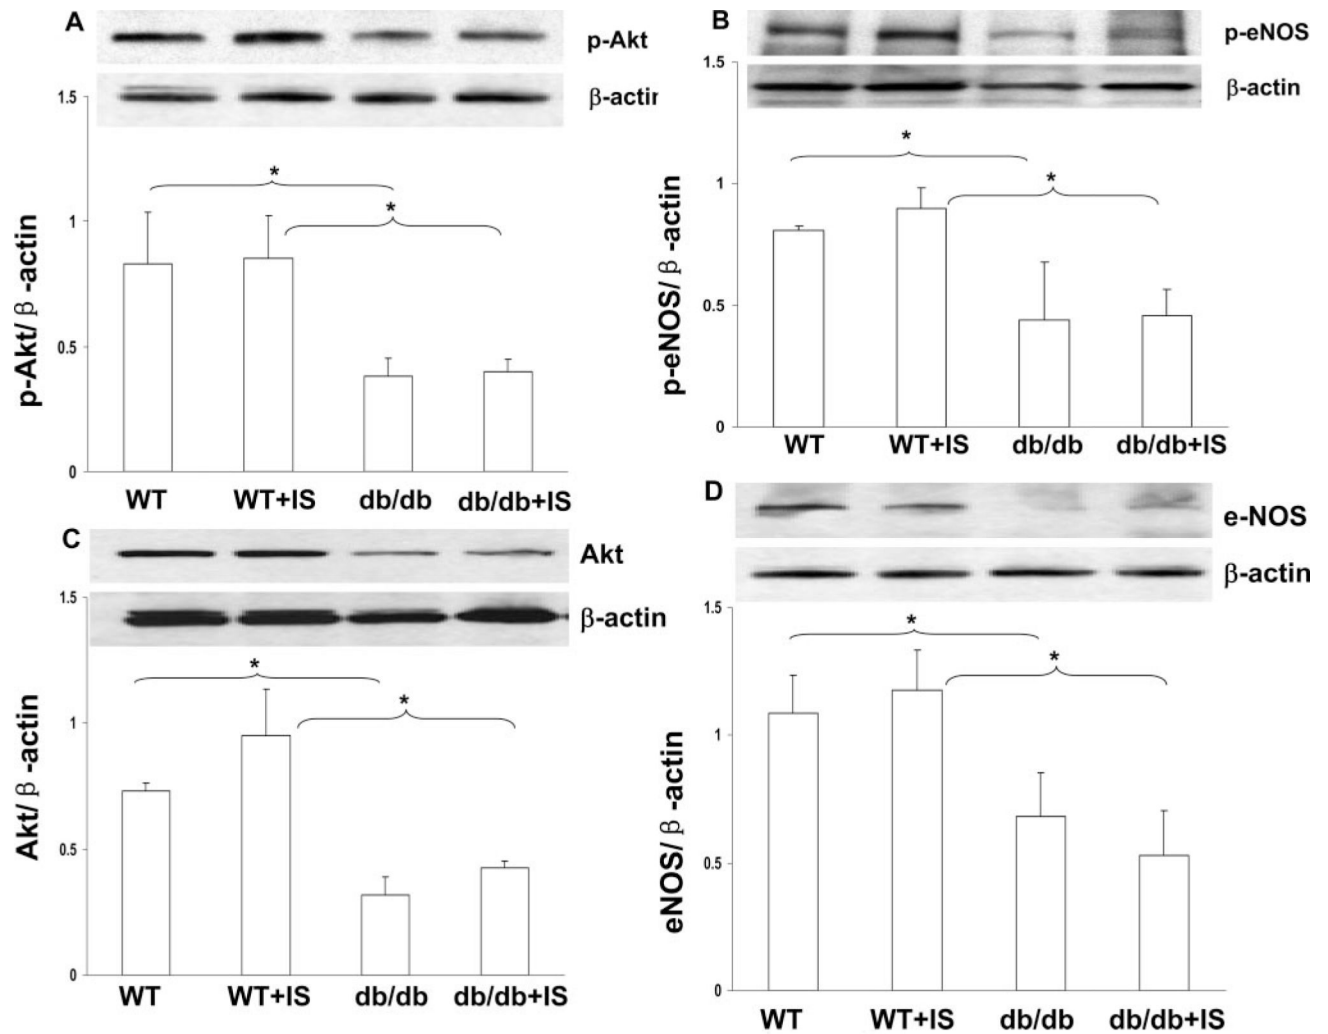 A
p-Akt
β-actin
1.5
*
*
1
0.5
0
p-Akt/β-actin
WT WT+IS db/db db/db+IS
B
p-eNOS
β-actin
1.5
*
*
1
0.5
0
p-eNOS/β-actin
WT WT+IS db/db db/db+IS
C
Akt
β-actin
1.5
*
*
1
0.5
0
Akt/β-actin
WT WT+IS db/db db/db+IS
D
e-NOS
β-actin
1.5
*
*
1
0.5
0
eNOS/β-actin
WT WT+IS db/db db/db+IS